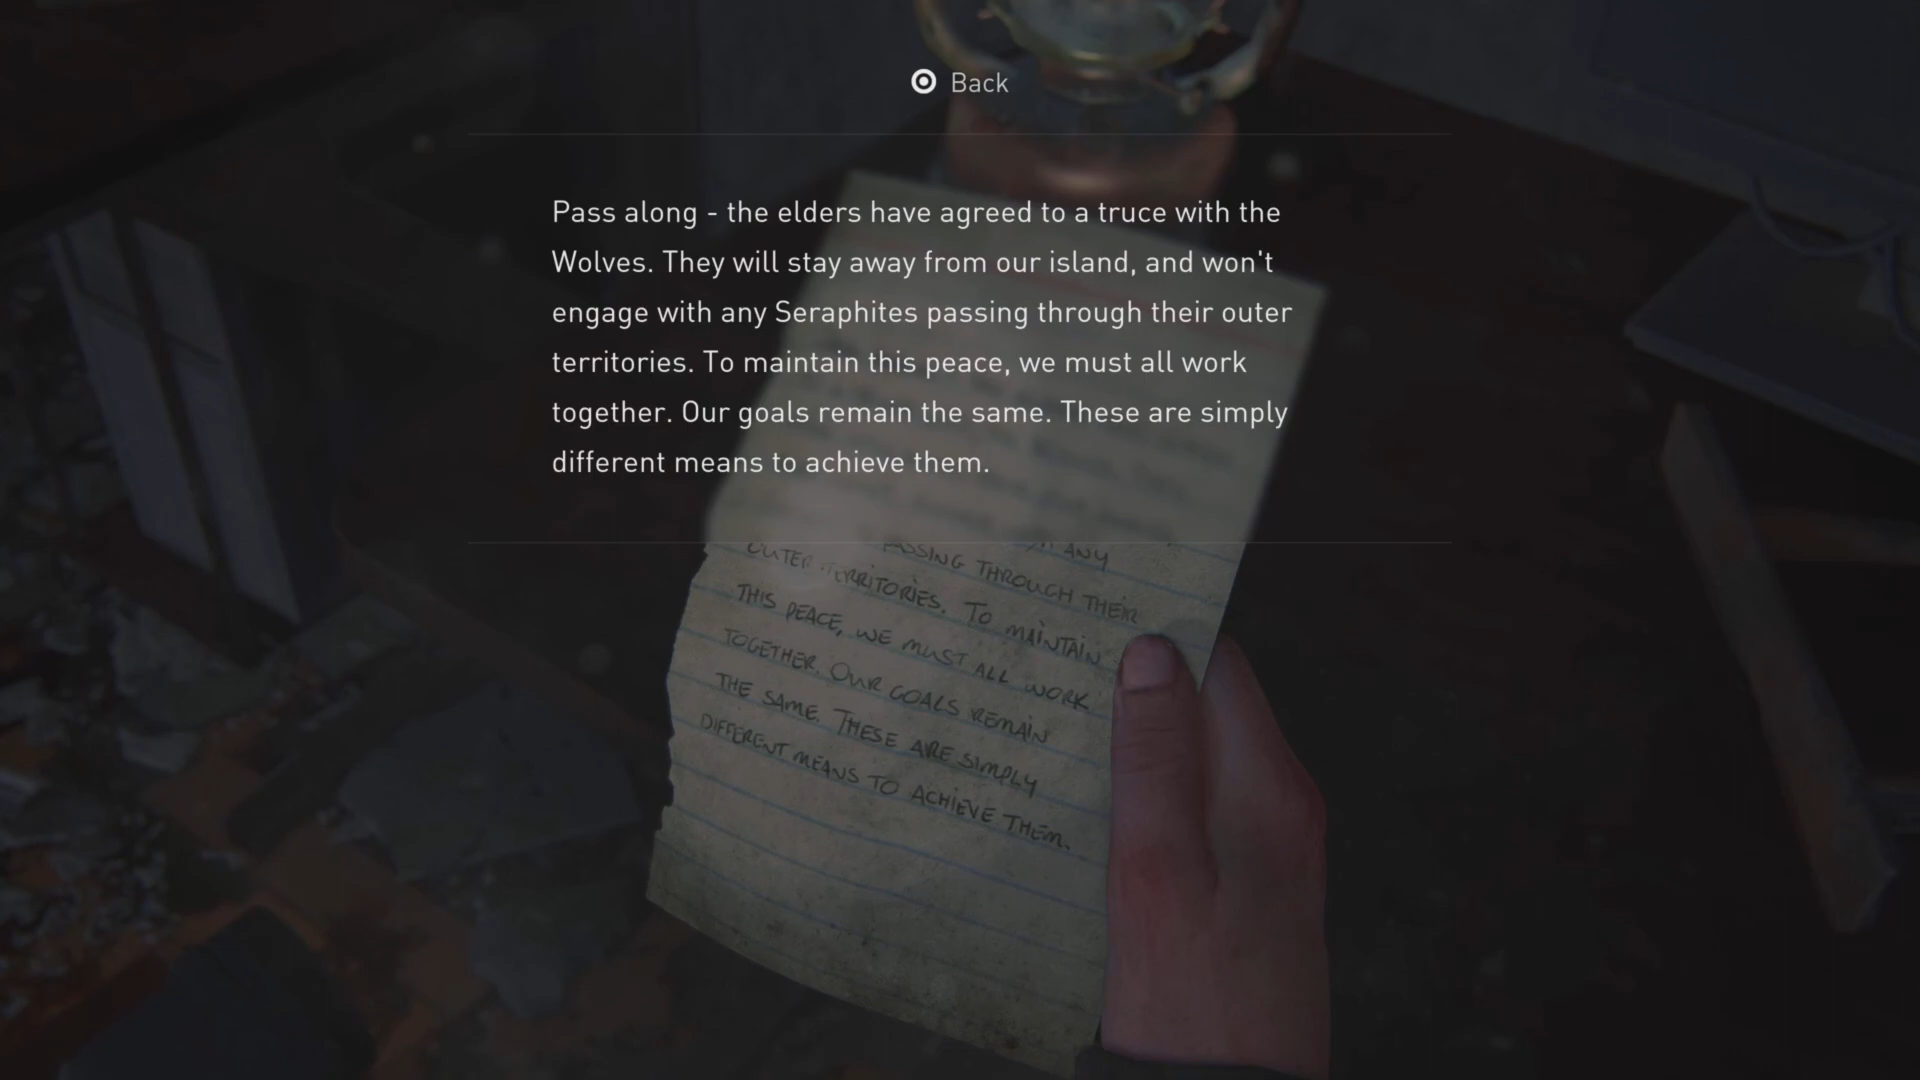 Back
Pass along - the elders have agreed to a truce with the
Wolves. They will stay away from our island, and won't
engage with any Seraphites passing through their outer
territories. To maintain this peace, we must all work
together. Our goals remain the same. These are simply
different means to achieve them.
ANY
PASSING THROUGH THEIR
OUTER TERRITORIES. TO MAINTAIN
THIS PEACE, WE MUST ALL WORK
TOGETHER. OUR GOALS REMAIN
THE SAME. THESE ARE SIMPLY
DIFFERENT MEANS TO ACHIEVE THEM.